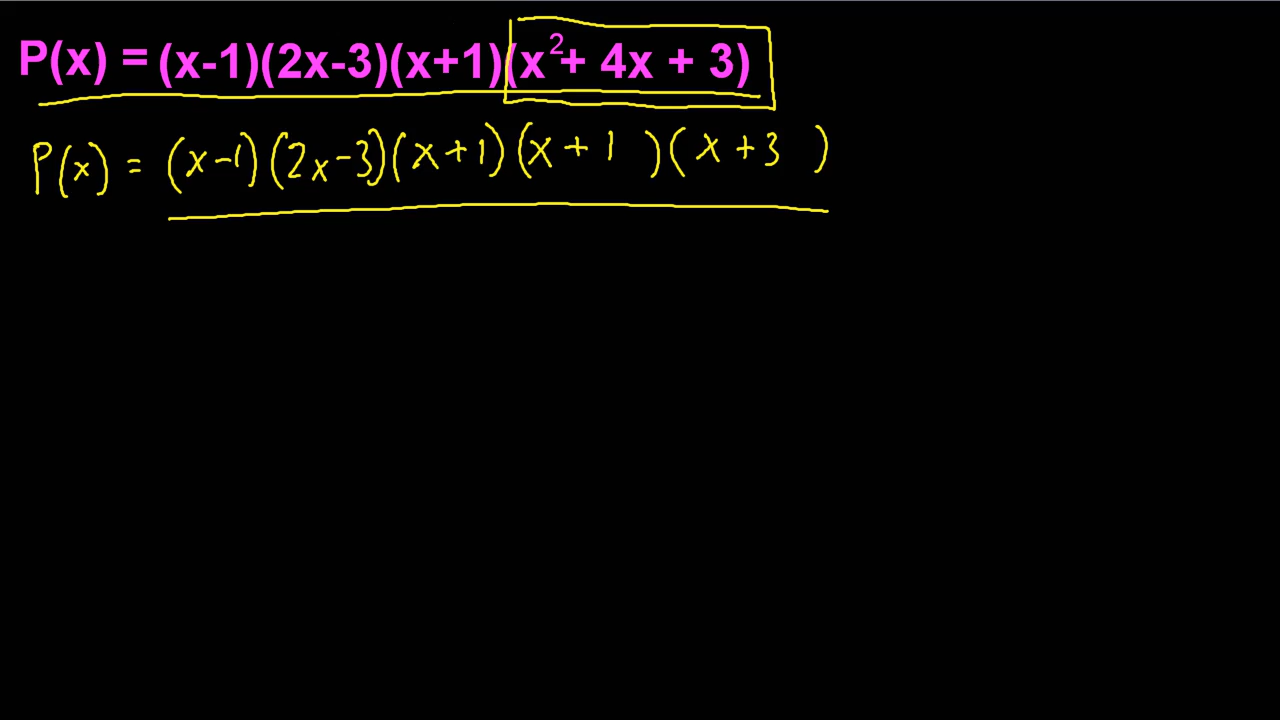 P(x) = (x-1)(2x-3)(x+1)(x²+ 4x + 3)
P(x) = (x-1)(2x-3)(x+1)(x+1)(x+3)